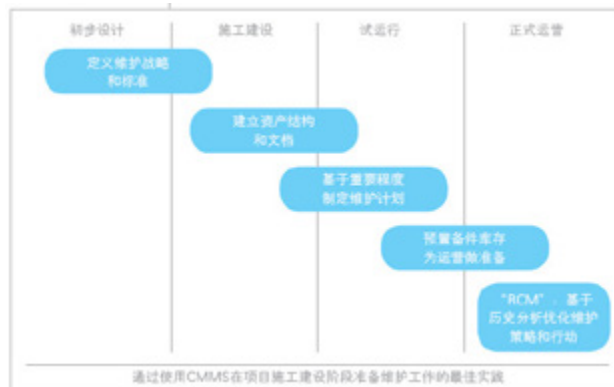 初步设计
施工建设
试运行
正式运营
定义维护战略
和标准
建立资产结构
和文档
基于重要程度
制定维护计划
预置备件库存
为运营做准备
“RCM”：基于
历史分析优化维护
策略和行动
通过使用CMMS在项目施工建设阶段准备维护工作的最佳实践